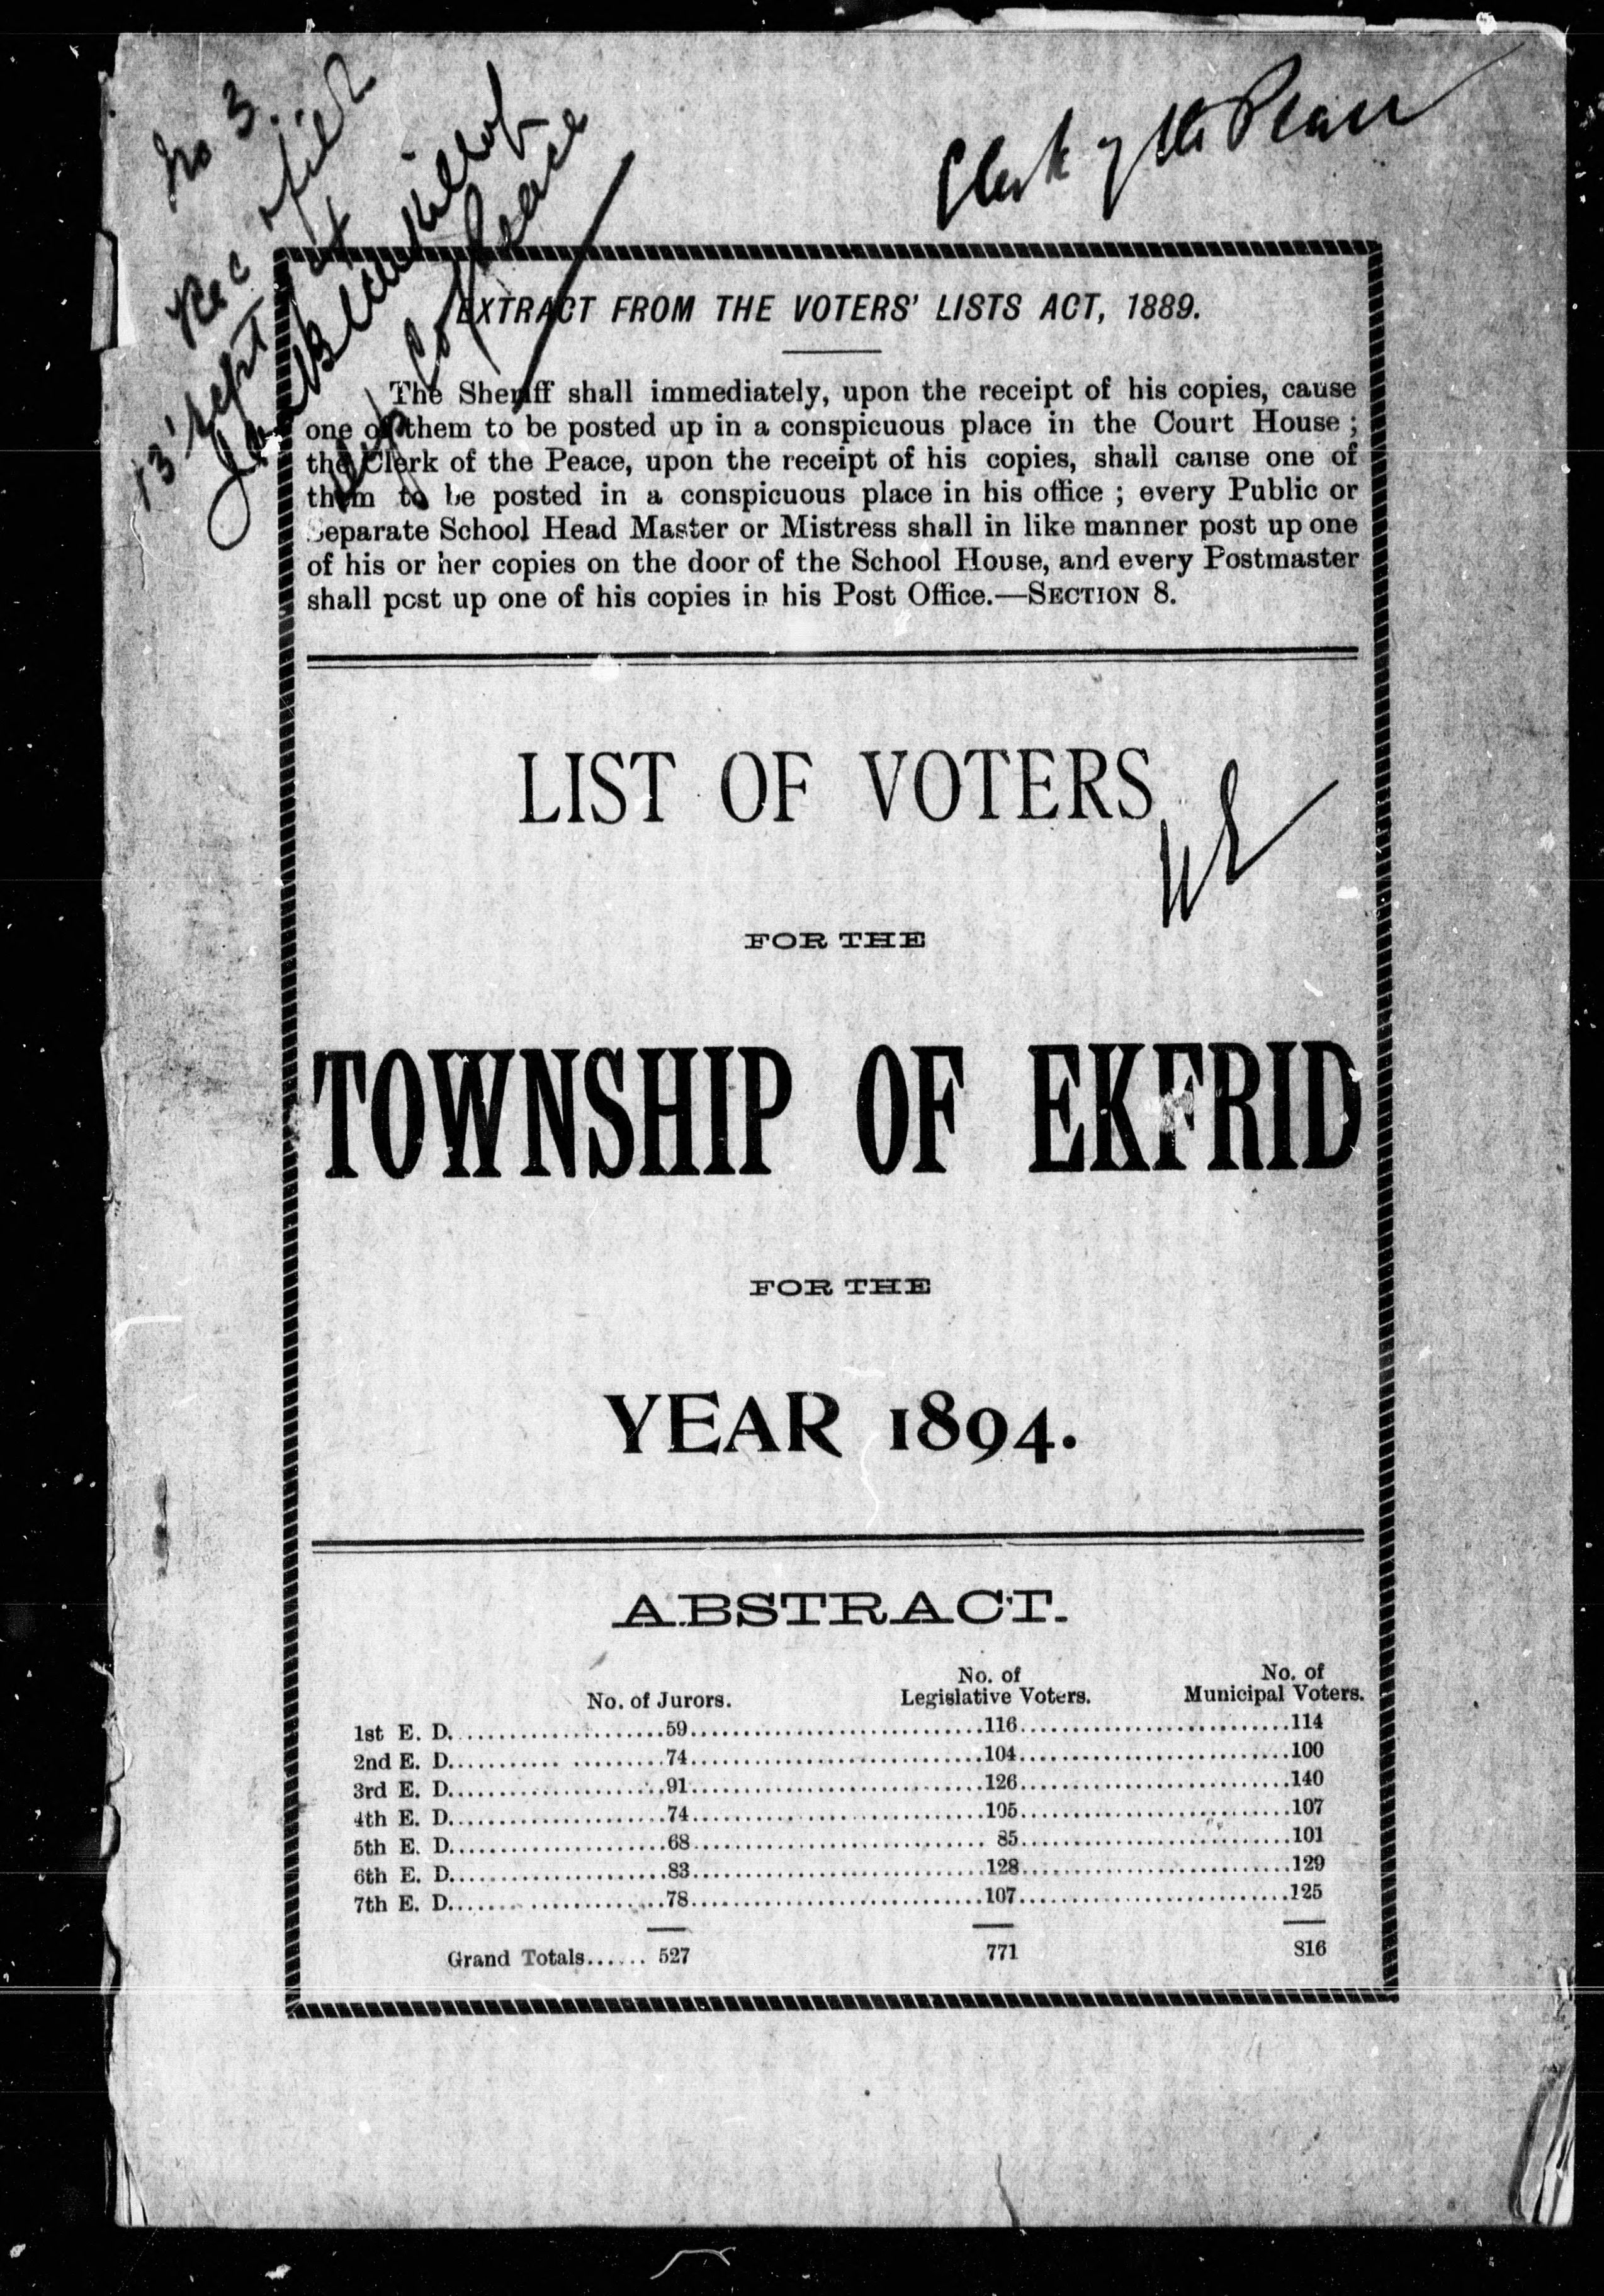 No 3.
Rec & filed
13 Sept
Clerk of the Peace
EXTRACT FROM THE VOTERS' LISTS ACT, 1889.
The Sheriff shall immediately, upon the receipt of his copies, cause
one of them to be posted up in a conspicuous place in the Court House ;
the Clerk of the Peace, upon the receipt of his copies, shall cause one of
them to be posted in a conspicuous place in his office ; every Public or
Separate School Head Master or Mistress shall in like manner post up one
of his or her copies on the door of the School House, and every Postmaster
shall post up one of his copies in his Post Office.—SECTION 8.
LIST OF VOTERS
FOR THE
TOWNSHIP OF EKFRID
FOR THE
YEAR 1894.
ABSTRACT.
No. of Jurors. No. of Legislative Voters. No. of Municipal Voters.
1st E. D. 59 116 114
2nd E. D. 74 104 100
3rd E. D. 91 126 140
4th E. D. 74 105 107
5th E. D. 68 85 101
6th E. D. 83 128 129
7th E. D. 78 107 125
Grand Totals...... 527 771 816